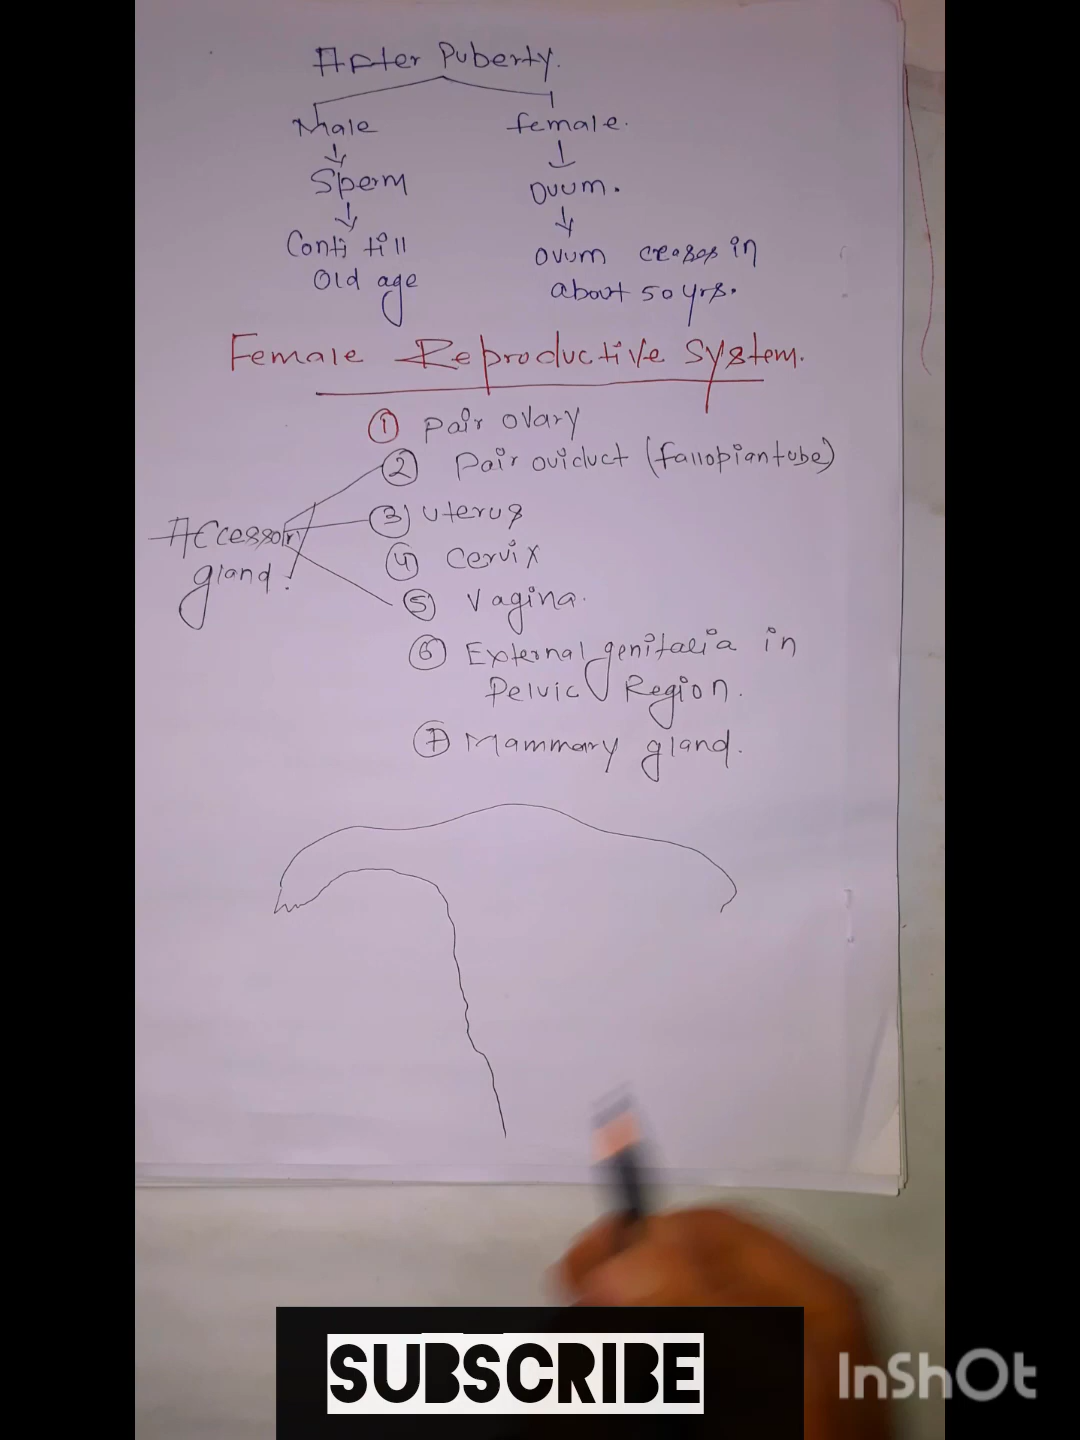 After Puberty.
Male female.
Sperm Ovum.
Conti till ovum ceases in
Old age about 50 yrs.
Female Reproductive System.
① pair ovary
② Pair oviduct (fallopian tube)
③ Uterus
Accessory
gland!
④ Cervix
⑤ Vagina.
⑥ External genitalia in
Pelvic Region.
⑦ Mammary gland.
SUBSCRIBE
InShOt